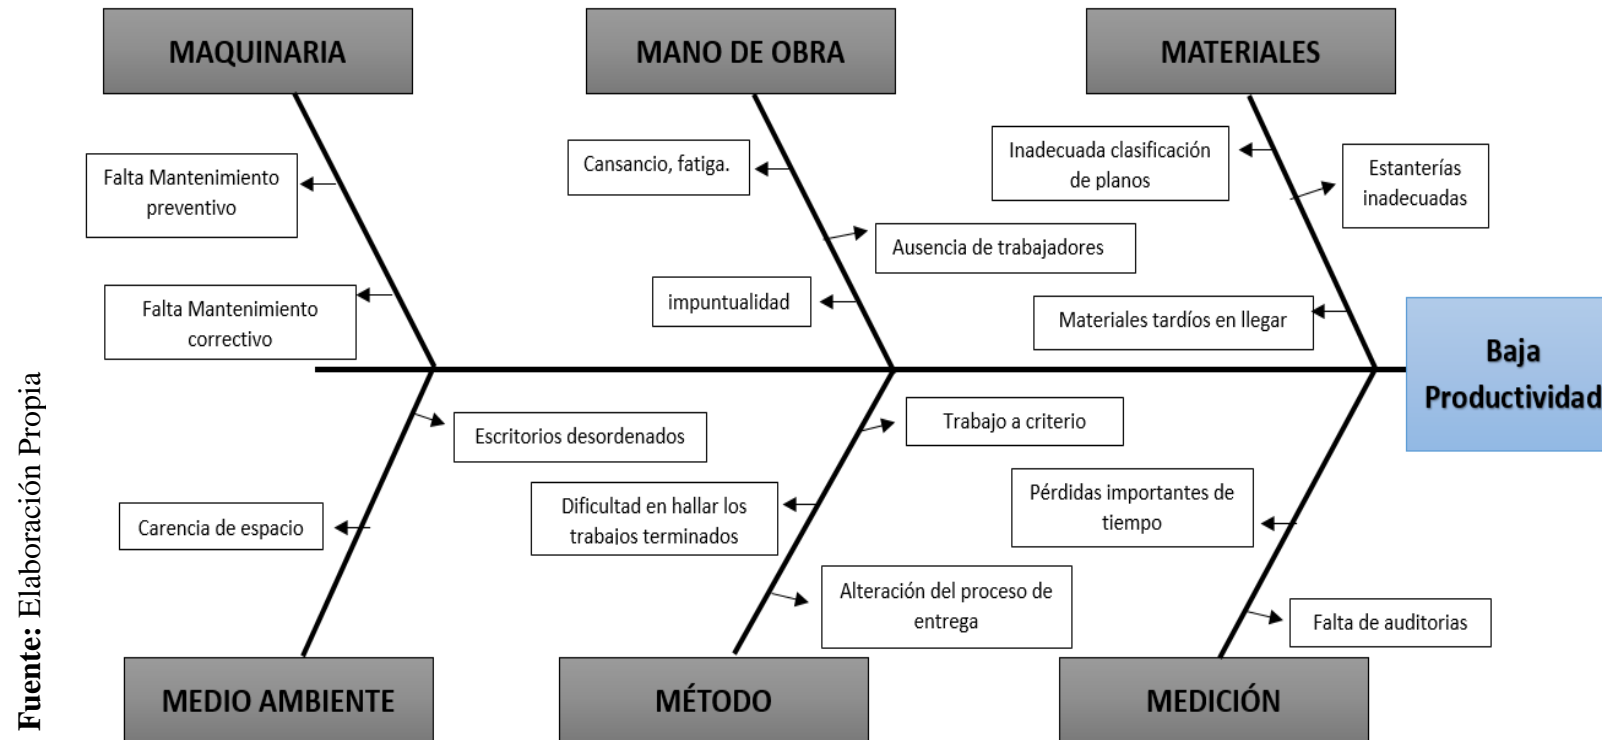 MAQUINARIA
MANO DE OBRA
MATERIALES
Falta Mantenimiento
preventivo
Falta Mantenimiento
correctivo
Cansancio, fatiga.
Ausencia de trabajadores
impuntualidad
Inadecuada clasificación
de planos
Estanterías
inadecuadas
Materiales tardíos en llegar
Baja
Productividad
Escritorios desordenados
Carencia de espacio
Trabajo a criterio
Dificultad en hallar los
trabajos terminados
Alteración del proceso de
entrega
Pérdidas importantes de
tiempo
Falta de auditorias
MEDIO AMBIENTE
MÉTODO
MEDICIÓN
Fuente: Elaboración Propia